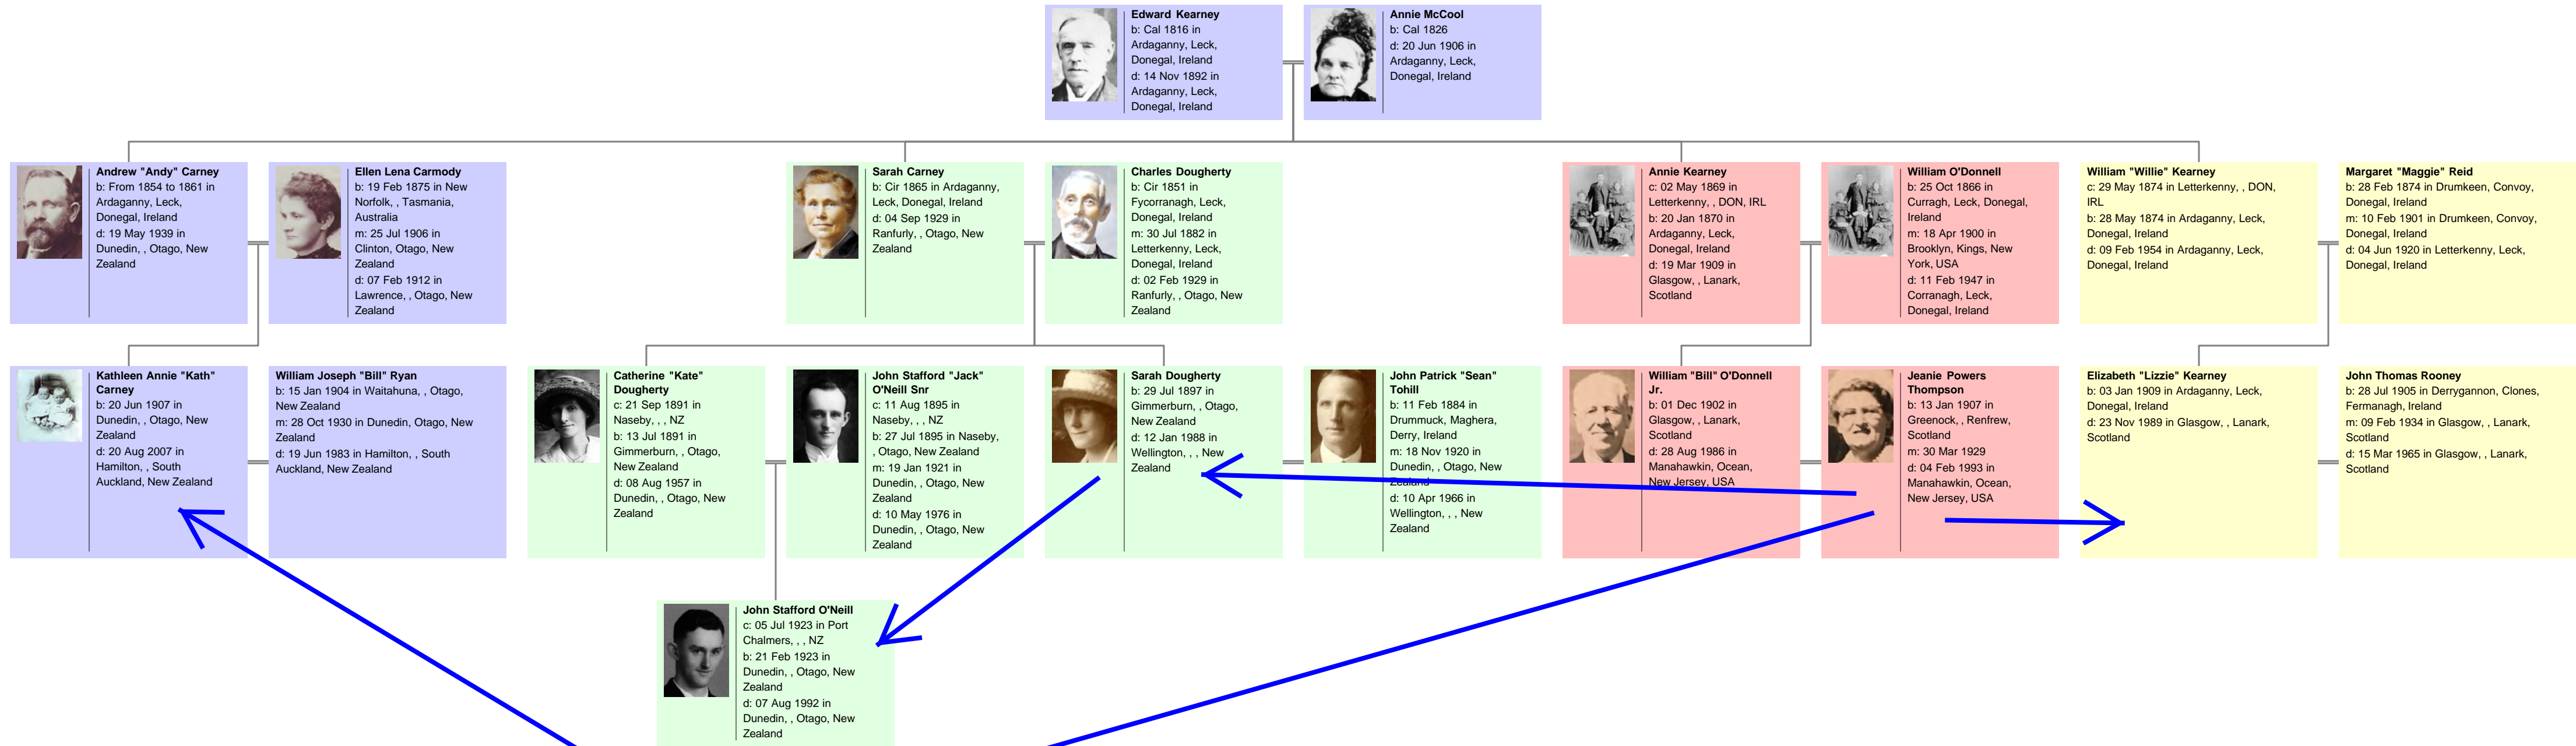 Edward Kearney
b: Cal 1816 in
Ardaganny, Leck,
Donegal, Ireland
d: 14 Nov 1892 in
Ardaganny, Leck,
Donegal, Ireland
Annie McCool
b: Cal 1826
d: 20 Jun 1906 in
Ardaganny, Leck,
Donegal, Ireland
Andrew "Andy" Carney
b: From 1854 to 1861 in
Ardaganny, Leck,
Donegal, Ireland
d: 19 May 1939 in
Dunedin, , Otago, New
Zealand
Ellen Lena Carmody
b: 19 Feb 1875 in New
Norfolk, , Tasmania,
Australia
m: 25 Jul 1906 in
Clinton, Otago, New
Zealand
d: 07 Feb 1912 in
Lawrence, , Otago, New
Zealand
Sarah Carney
b: Cir 1865 in Ardaganny,
Leck, Donegal, Ireland
d: 04 Sep 1929 in
Ranfurly, , Otago, New
Zealand
Charles Dougherty
b: Cir 1851 in
Fycorranagh, Leck,
Donegal, Ireland
m: 30 Jul 1882 in
Letterkenny, Leck,
Donegal, Ireland
d: 02 Feb 1929 in
Ranfurly, , Otago, New
Zealand
Annie Kearney
c: 02 May 1869 in
Letterkenny, , DON, IRL
b: 20 Jan 1870 in
Ardaganny, Leck,
Donegal, Ireland
d: 19 Mar 1909 in
Glasgow, , Lanark,
Scotland
William O'Donnell
b: 25 Oct 1866 in
Curragh, Leck, Donegal,
Ireland
m: 18 Apr 1900 in
Brooklyn, Kings, New
York, USA
d: 11 Feb 1947 in
Corranagh, Leck,
Donegal, Ireland
William "Willie" Kearney
c: 29 May 1874 in Letterkenny, , DON,
IRL
b: 28 May 1874 in Ardaganny, Leck,
Donegal, Ireland
d: 09 Feb 1954 in Ardaganny, Leck,
Donegal, Ireland
Margaret "Maggie" Reid
b: 28 Feb 1874 in Drumkeen, Convoy,
Donegal, Ireland
m: 10 Feb 1901 in Drumkeen, Convoy,
Donegal, Ireland
d: 04 Jun 1920 in Letterkenny, Leck,
Donegal, Ireland
Kathleen Annie "Kath"
Carney
b: 20 Jun 1907 in
Dunedin, , Otago, New
Zealand
d: 20 Aug 2007 in
Hamilton, , South
Auckland, New Zealand
William Joseph "Bill" Ryan
b: 15 Jan 1904 in Waitahuna, , Otago,
New Zealand
m: 28 Oct 1930 in Dunedin, Otago, New
Zealand
d: 19 Jun 1983 in Hamilton, , South
Auckland, New Zealand
Catherine "Kate"
Dougherty
c: 21 Sep 1891 in
Naseby, , , NZ
b: 13 Jul 1891 in
Gimmerburn, , Otago,
New Zealand
d: 08 Aug 1957 in
Dunedin, , Otago, New
Zealand
John Stafford "Jack"
O'Neill Snr
c: 11 Aug 1895 in
Naseby, , , NZ
b: 27 Jul 1895 in Naseby,
, Otago, New Zealand
m: 19 Jan 1921 in
Dunedin, , Otago, New
Zealand
d: 10 May 1976 in
Dunedin, , Otago, New
Zealand
Sarah Dougherty
b: 29 Jul 1897 in
Gimmerburn, , Otago,
New Zealand
d: 12 Jan 1988 in
Wellington, , , New
Zealand
John Patrick "Sean"
Tohill
b: 11 Feb 1884 in
Drummuck, Maghera,
Derry, Ireland
m: 18 Nov 1920 in
Dunedin, , Otago, New
Zealand
d: 10 Apr 1966 in
Wellington, , , New
Zealand
William "Bill" O'Donnell
Jr.
b: 01 Dec 1902 in
Glasgow, , Lanark,
Scotland
d: 28 Aug 1986 in
Manahawkin, Ocean,
New Jersey, USA
Jeanie Powers
Thompson
b: 13 Jan 1907 in
Greenock, , Renfrew,
Scotland
m: 30 Mar 1929
d: 04 Feb 1993 in
Manahawkin, Ocean,
New Jersey, USA
Elizabeth "Lizzie" Kearney
b: 03 Jan 1909 in Ardaganny, Leck,
Donegal, Ireland
d: 23 Nov 1989 in Glasgow, , Lanark,
Scotland
John Thomas Rooney
b: 28 Jul 1905 in Derrygannon, Clones,
Fermanagh, Ireland
m: 09 Feb 1934 in Glasgow, , Lanark,
Scotland
d: 15 Mar 1965 in Glasgow, , Lanark,
Scotland
John Stafford O'Neill
c: 05 Jul 1923 in Port
Chalmers, , , NZ
b: 21 Feb 1923 in
Dunedin, , Otago, New
Zealand
d: 07 Aug 1992 in
Dunedin, , Otago, New
Zealand